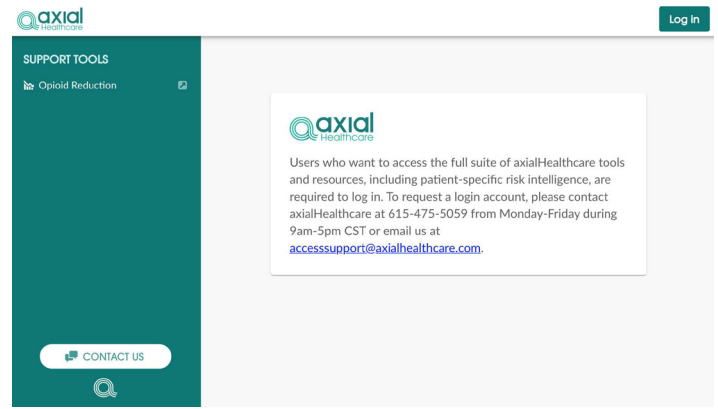 axial
Healthcare
Log in
SUPPORT TOOLS
Opioid Reduction
axial
Healthcare
Users who want to access the full suite of axialHealthcare tools
and resources, including patient-specific risk intelligence, are
required to log in. To request a login account, please contact
axialHealthcare at 615-475-5059 from Monday-Friday during
9am-5pm CST or email us at
accesssupport@axialhealthcare.com.
CONTACT US